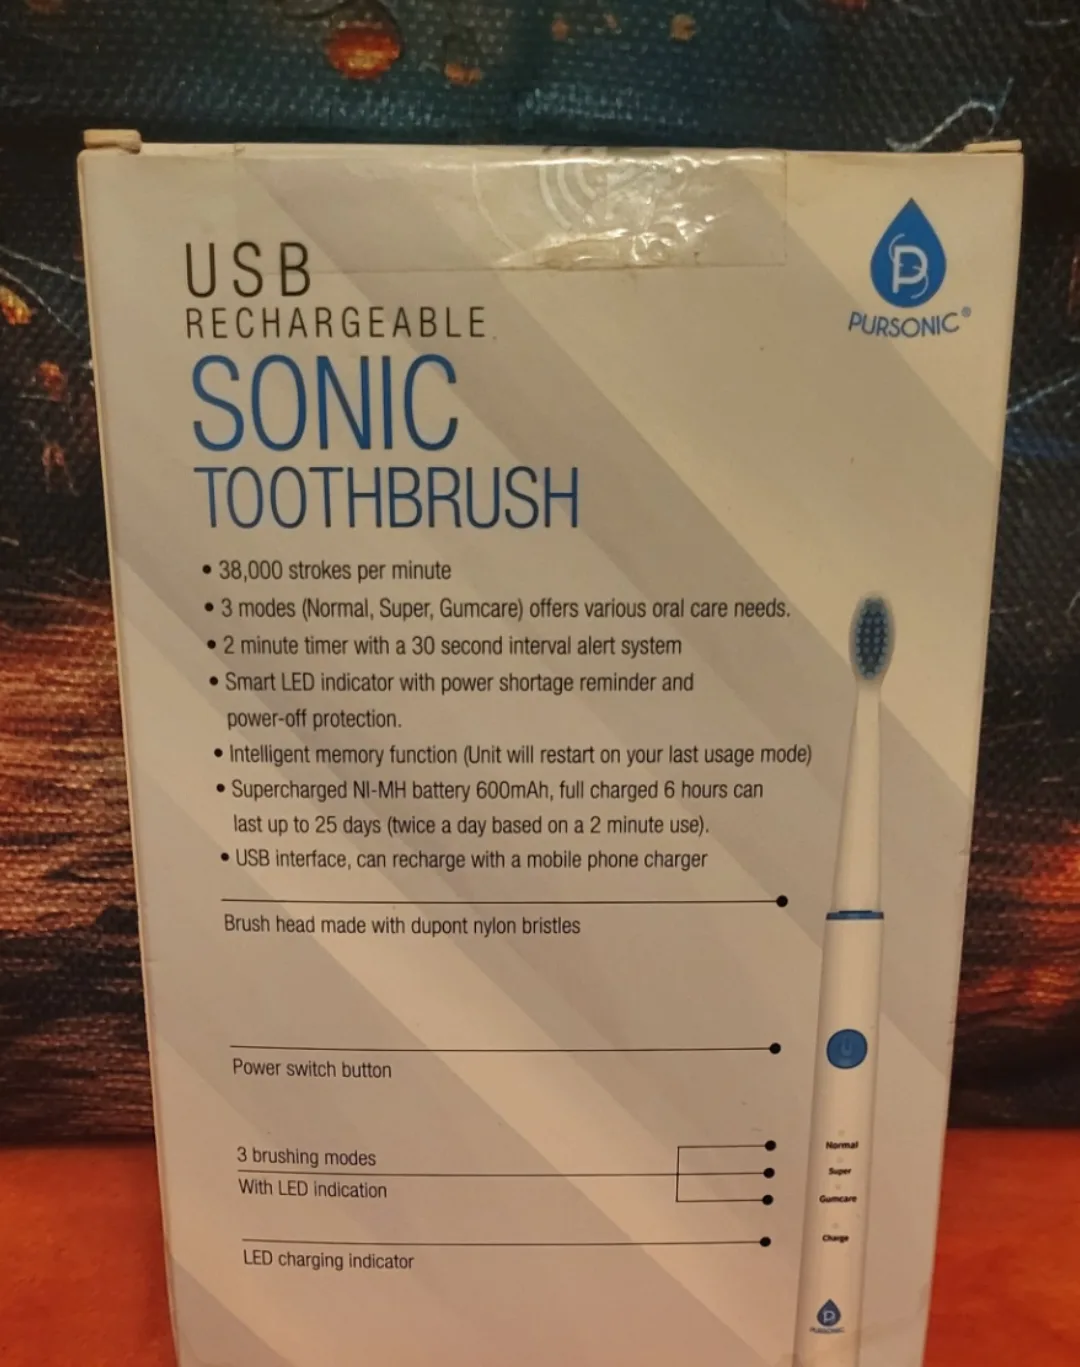 USB
RECHARGEABLE
SONIC
TOOTHBRUSH
PURSONIC®
• 38,000 strokes per minute
• 3 modes (Normal, Super, Gumcare) offers various oral care needs.
• 2 minute timer with a 30 second interval alert system
• Smart LED indicator with power shortage reminder and
power-off protection.
• Intelligent memory function (Unit will restart on your last usage mode)
• Supercharged NI-MH battery 600mAh, full charged 6 hours can
last up to 25 days (twice a day based on a 2 minute use).
• USB interface, can recharge with a mobile phone charger
Brush head made with dupont nylon bristles
Power switch button
3 brushing modes
With LED indication
LED charging indicator
Normal
Super
Gumcare
Charge
PURSONIC